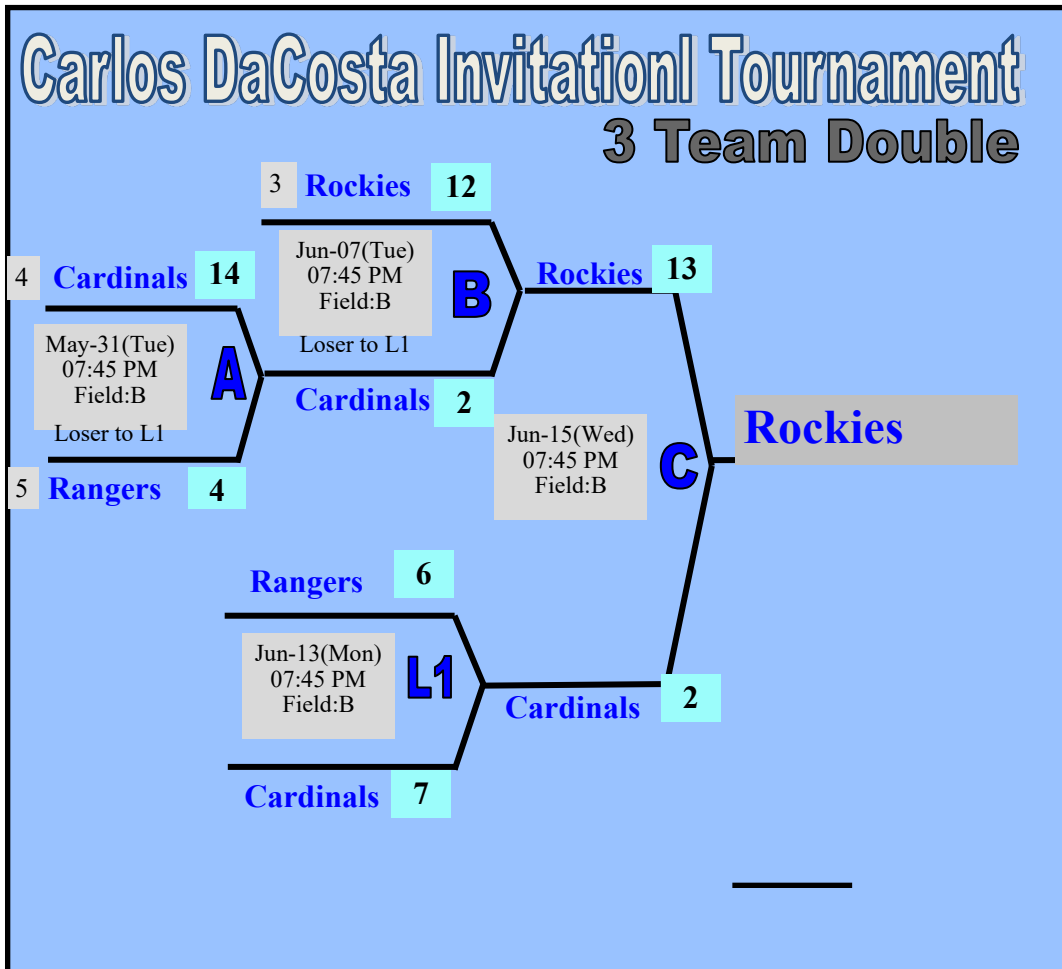 Carlos DaCosta Invitationl Tournament
3 Team Double
3 Rockies 12
Jun-07(Tue)
07:45 PM
Field:B
B
Loser to L1
Rockies 13
4 Cardinals 14
May-31(Tue)
07:45 PM
Field:B
A
Loser to L1
Cardinals 2
5 Rangers 4
Jun-15(Wed)
07:45 PM
Field:B
C
Rockies
Rangers 6
Jun-13(Mon)
07:45 PM
Field:B
L1
Cardinals 2
Cardinals 7